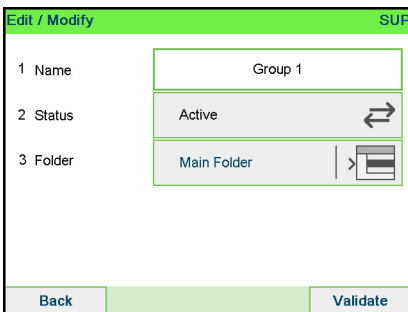 Edit / Modify SUP
1 Name Group 1
2 Status Active
3 Folder Main Folder
Back Validate